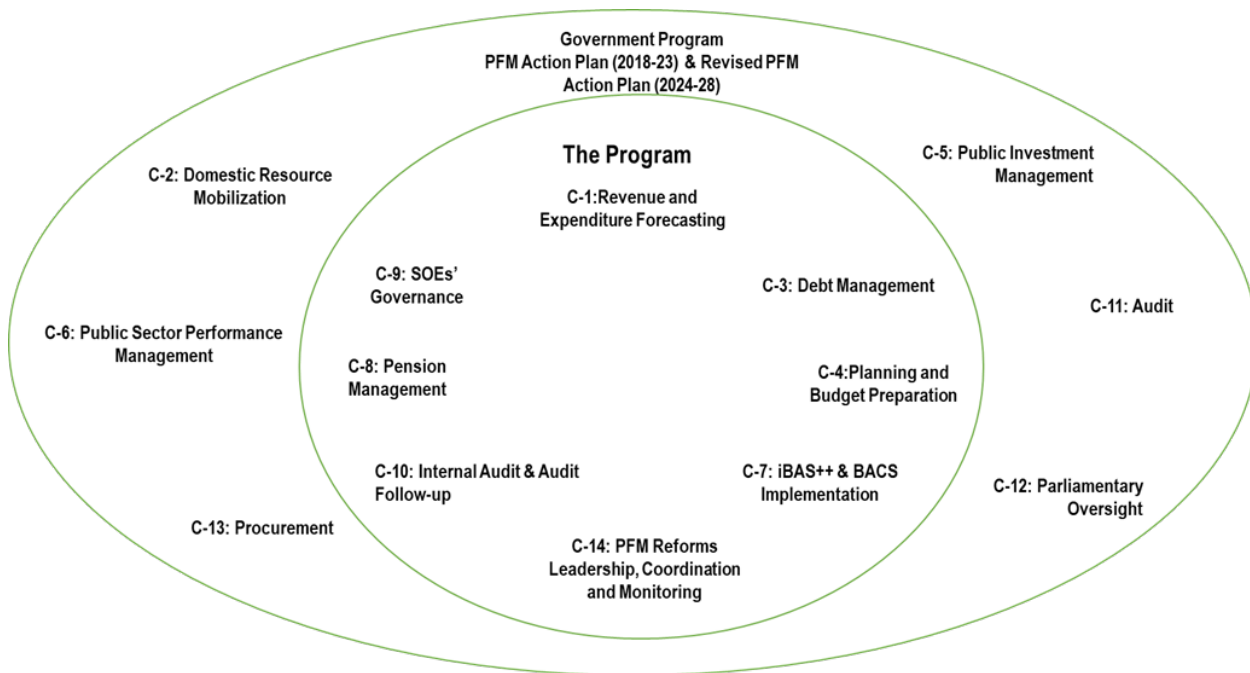 Government Program
PFM Action Plan (2018-23) & Revised PFM
Action Plan (2024-28)
The Program
C-1:Revenue and
Expenditure Forecasting
C-2: Domestic Resource
Mobilization
C-5: Public Investment
Management
C-9: SOEs’
Governance
C-3: Debt Management
C-11: Audit
C-6: Public Sector Performance
Management
C-8: Pension
Management
C-4:Planning and
Budget Preparation
C-10: Internal Audit & Audit
Follow-up
C-7: iBAS++ & BACS
Implementation
C-12: Parliamentary
Oversight
C-13: Procurement
C-14: PFM Reforms
Leadership, Coordination
and Monitoring